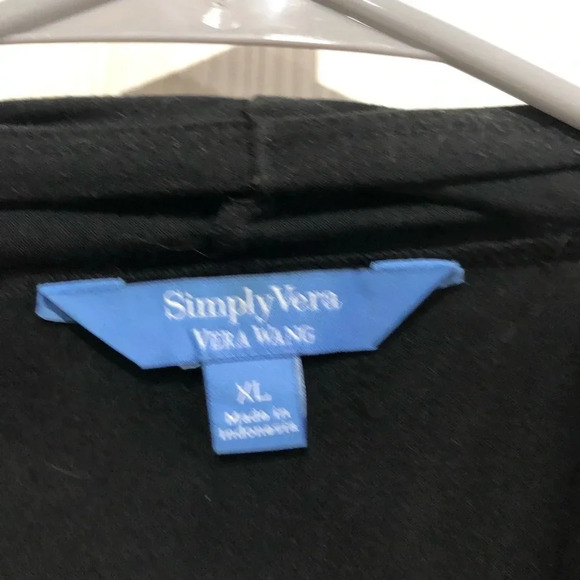 SimplyVera
VERA WANG
XL
Made in
Indonesia